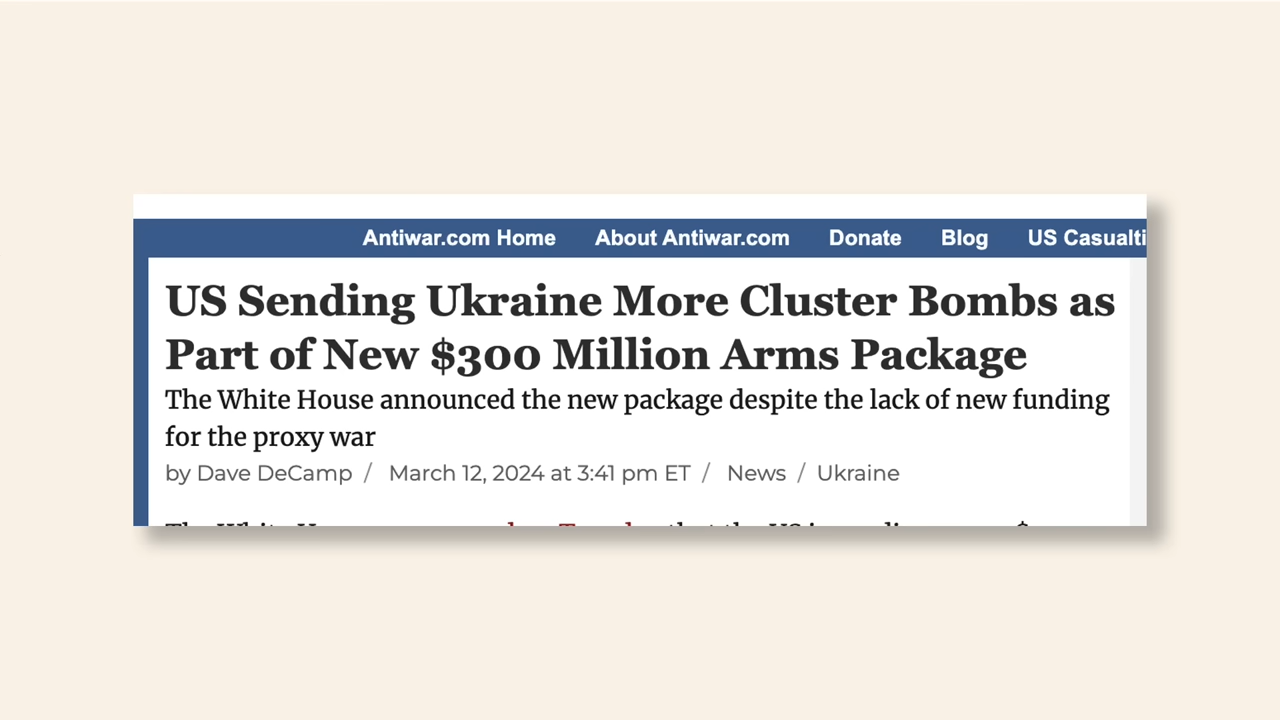 Antiwar.com Home About Antiwar.com Donate Blog US Casualti
US Sending Ukraine More Cluster Bombs as
Part of New $300 Million Arms Package
The White House announced the new package despite the lack of new funding
for the proxy war
by Dave DeCamp / March 12, 2024 at 3:41 pm ET / News / Ukraine